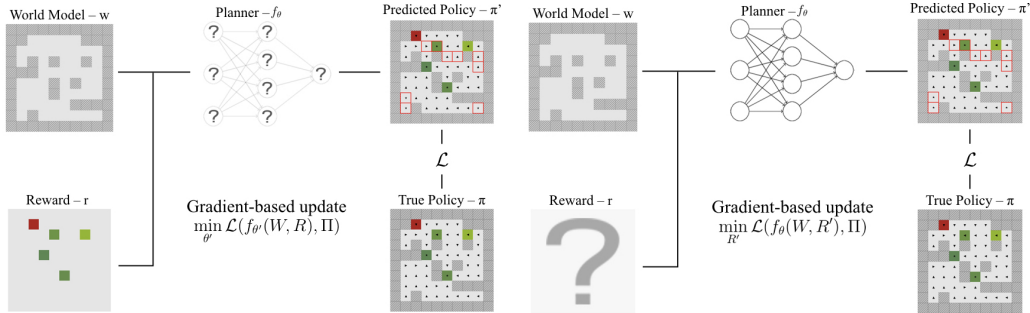 World Model – w
Planner – fθ
Predicted Policy – π'
?
?
?
?
?
?
?
?
ℒ
Reward – r
Gradient-based update
min θ' ℒ(fθ'(W, R), Π)
True Policy – π
World Model – w
Planner – fθ
Predicted Policy – π'
ℒ
Reward – r
?
Gradient-based update
min R' ℒ(fθ(W, R'), Π)
True Policy – π